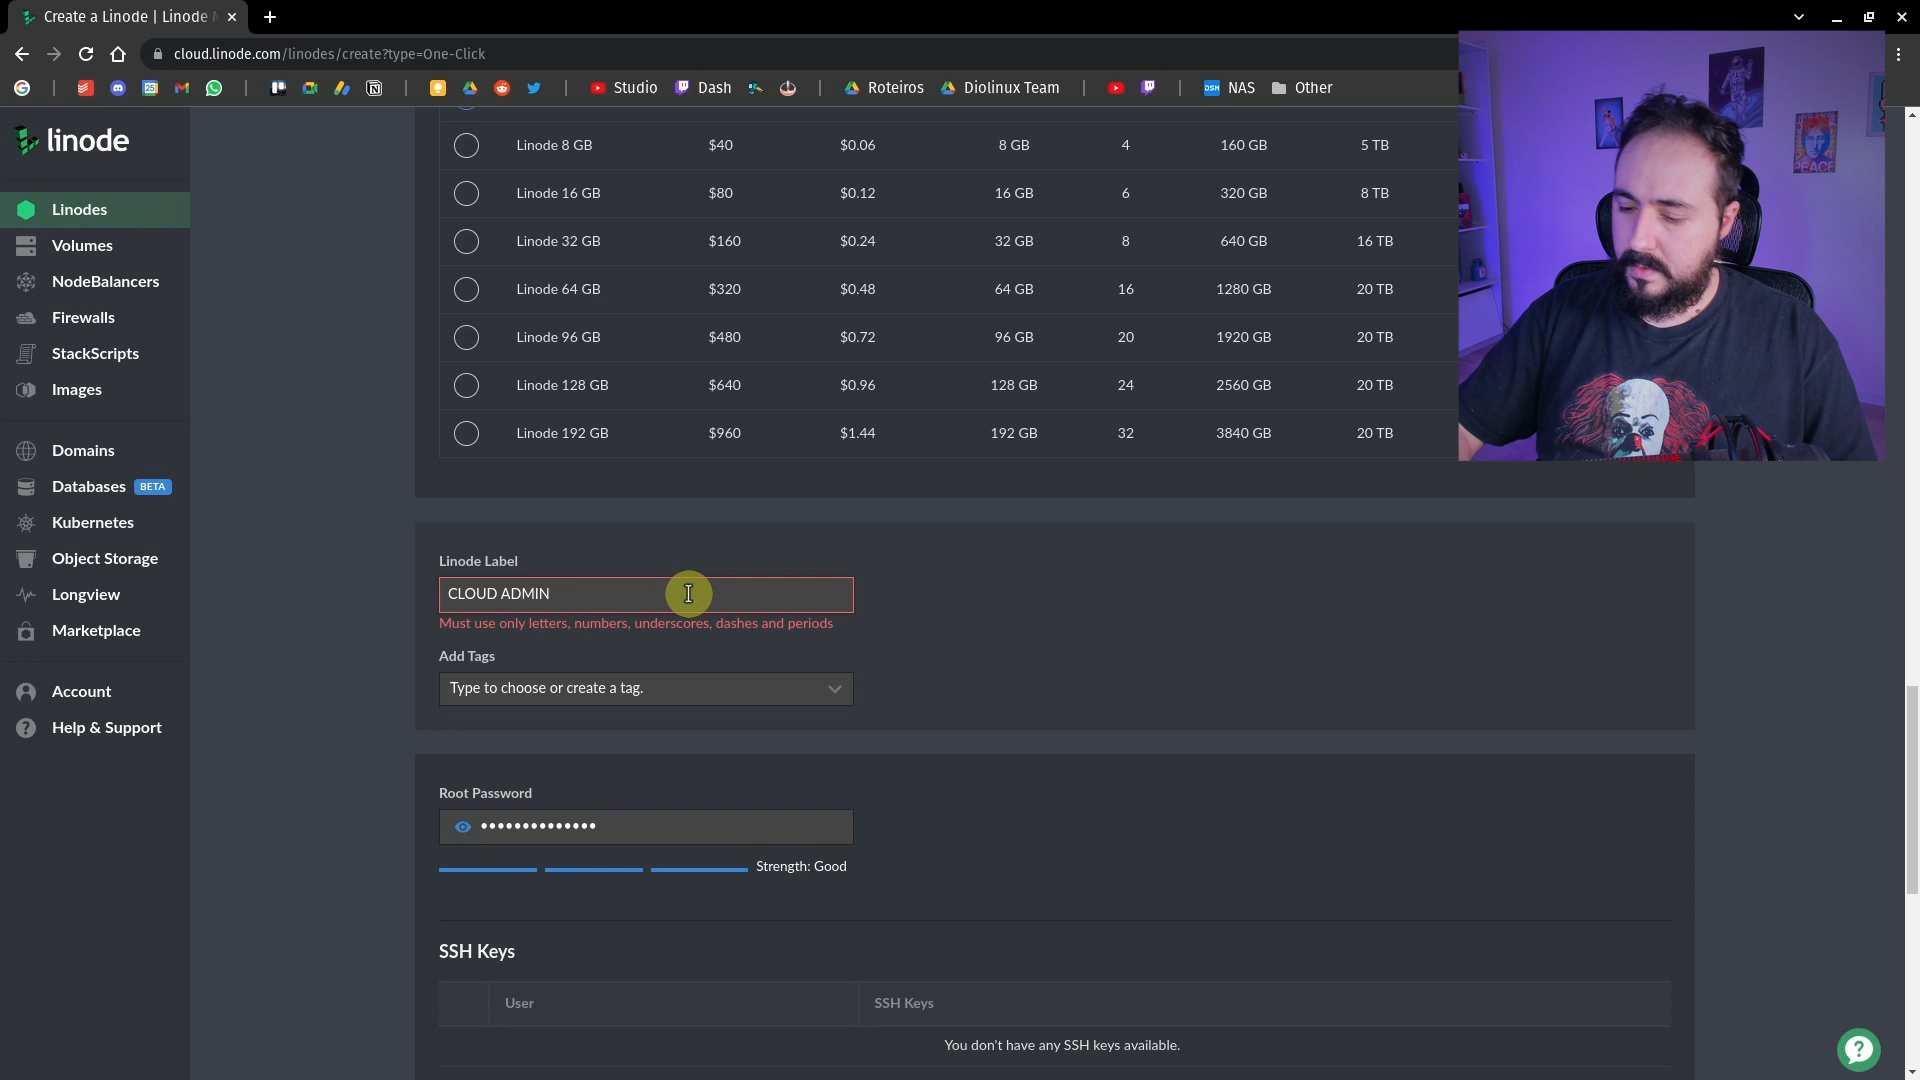 Create a Linode | Linode
cloud.linode.com/linodes/create?type=One-Click
Studio
Dash
Roteiros
Diolinux Team
NAS
Other
linode
Linodes
Volumes
NodeBalancers
Firewalls
StackScripts
Images
Domains
Databases BETA
Kubernetes
Object Storage
Longview
Marketplace
Account
Help & Support
Linode 8 GB $40 $0.06 8 GB 4 160 GB 5 TB
Linode 16 GB $80 $0.12 16 GB 6 320 GB 8 TB
Linode 32 GB $160 $0.24 32 GB 8 640 GB 16 TB
Linode 64 GB $320 $0.48 64 GB 16 1280 GB 20 TB
Linode 96 GB $480 $0.72 96 GB 20 1920 GB 20 TB
Linode 128 GB $640 $0.96 128 GB 24 2560 GB 20 TB
Linode 192 GB $960 $1.44 192 GB 32 3840 GB 20 TB
PEACE
Linode Label
CLOUD ADMIN
Must use only letters, numbers, underscores, dashes and periods
Add Tags
Type to choose or create a tag.
Root Password
••••••••••••••
Strength: Good
SSH Keys
User SSH Keys
You don't have any SSH keys available.